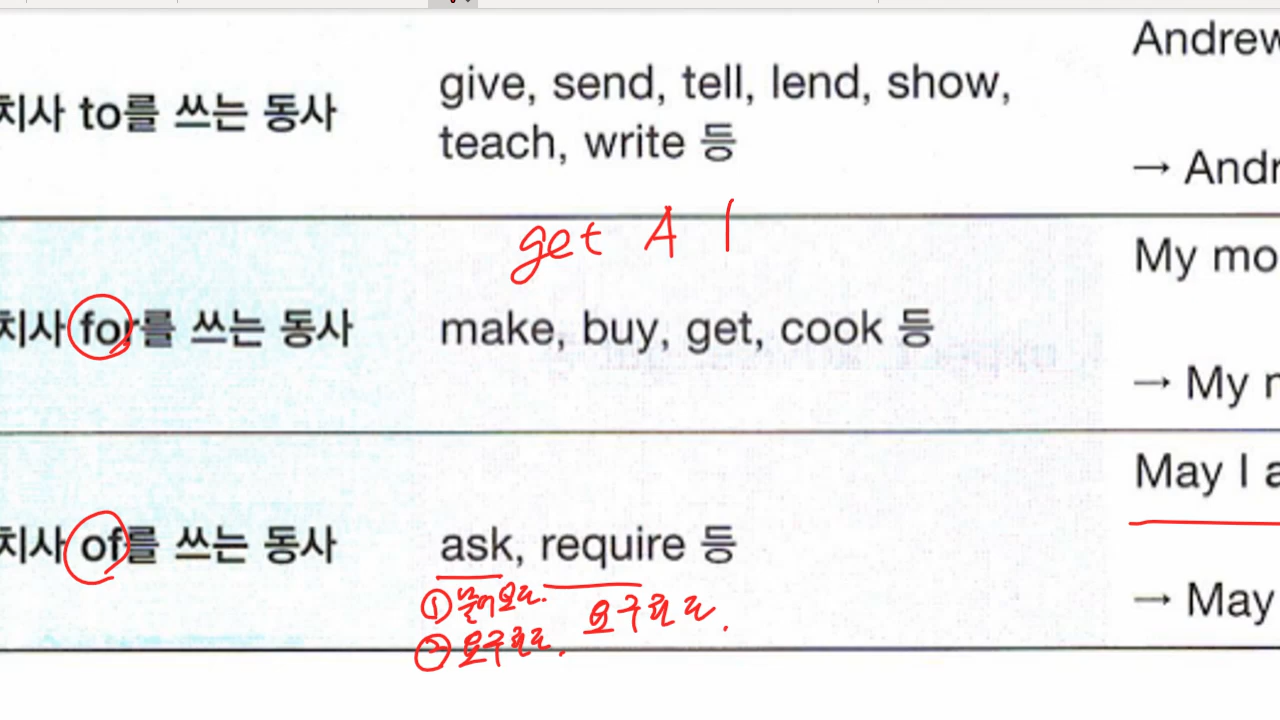 Andrew
give, send, tell, lend, show,
치사 to를 쓰는 동사
teach, write 등
→ Andr
get A
My mo
치사 for를 쓰는 동사
make, buy, get, cook 등
→ My
May I a
치사 of를 쓰는 동사
ask, require 등
① 물어보다.
요구하다.
→ May
② 요구하다.